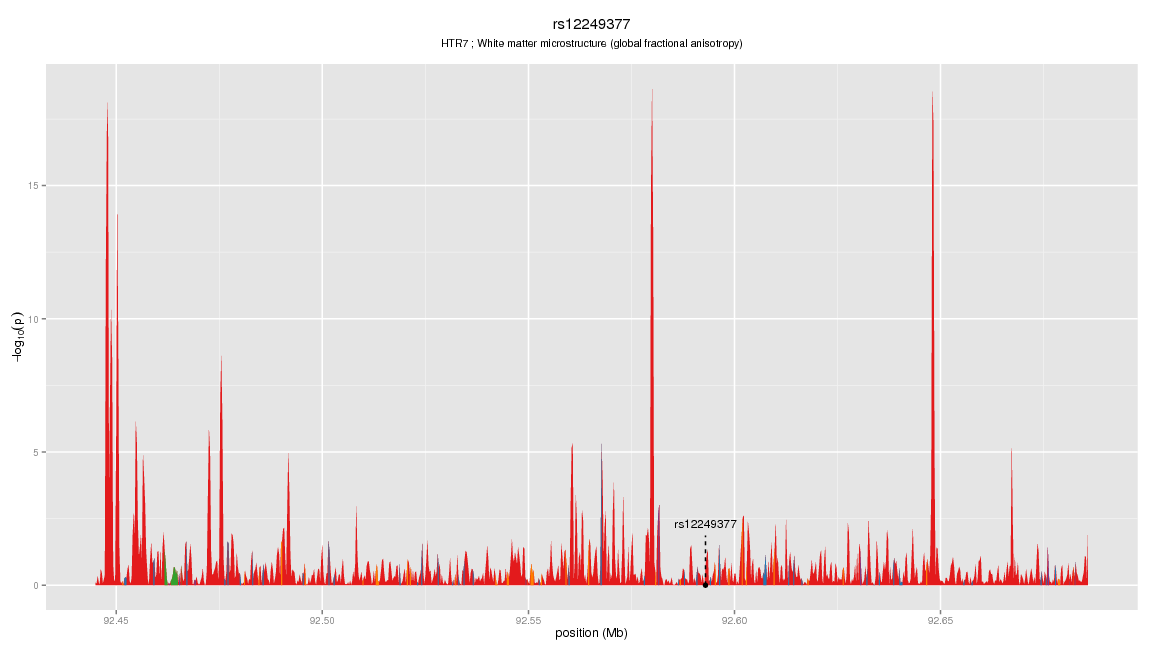 rs12249377
HTR7 ; White matter microstructure (global fractional anisotropy)
−log10(p)
15
10
5
0
rs12249377
92.45
92.50
92.55
92.60
92.65
position (Mb)